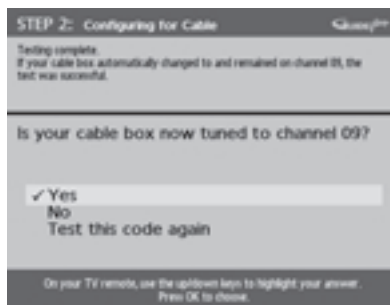 STEP 2: Configuring for Cable
Testing complete.
If your cable box automatically changed to and remained on channel 09, the
test was successful.
Is your cable box now tuned to channel 09?
✓ Yes
No
Test this code again
On your TV remote, use the up/down keys to highlight your answer.
Press OK to choose.